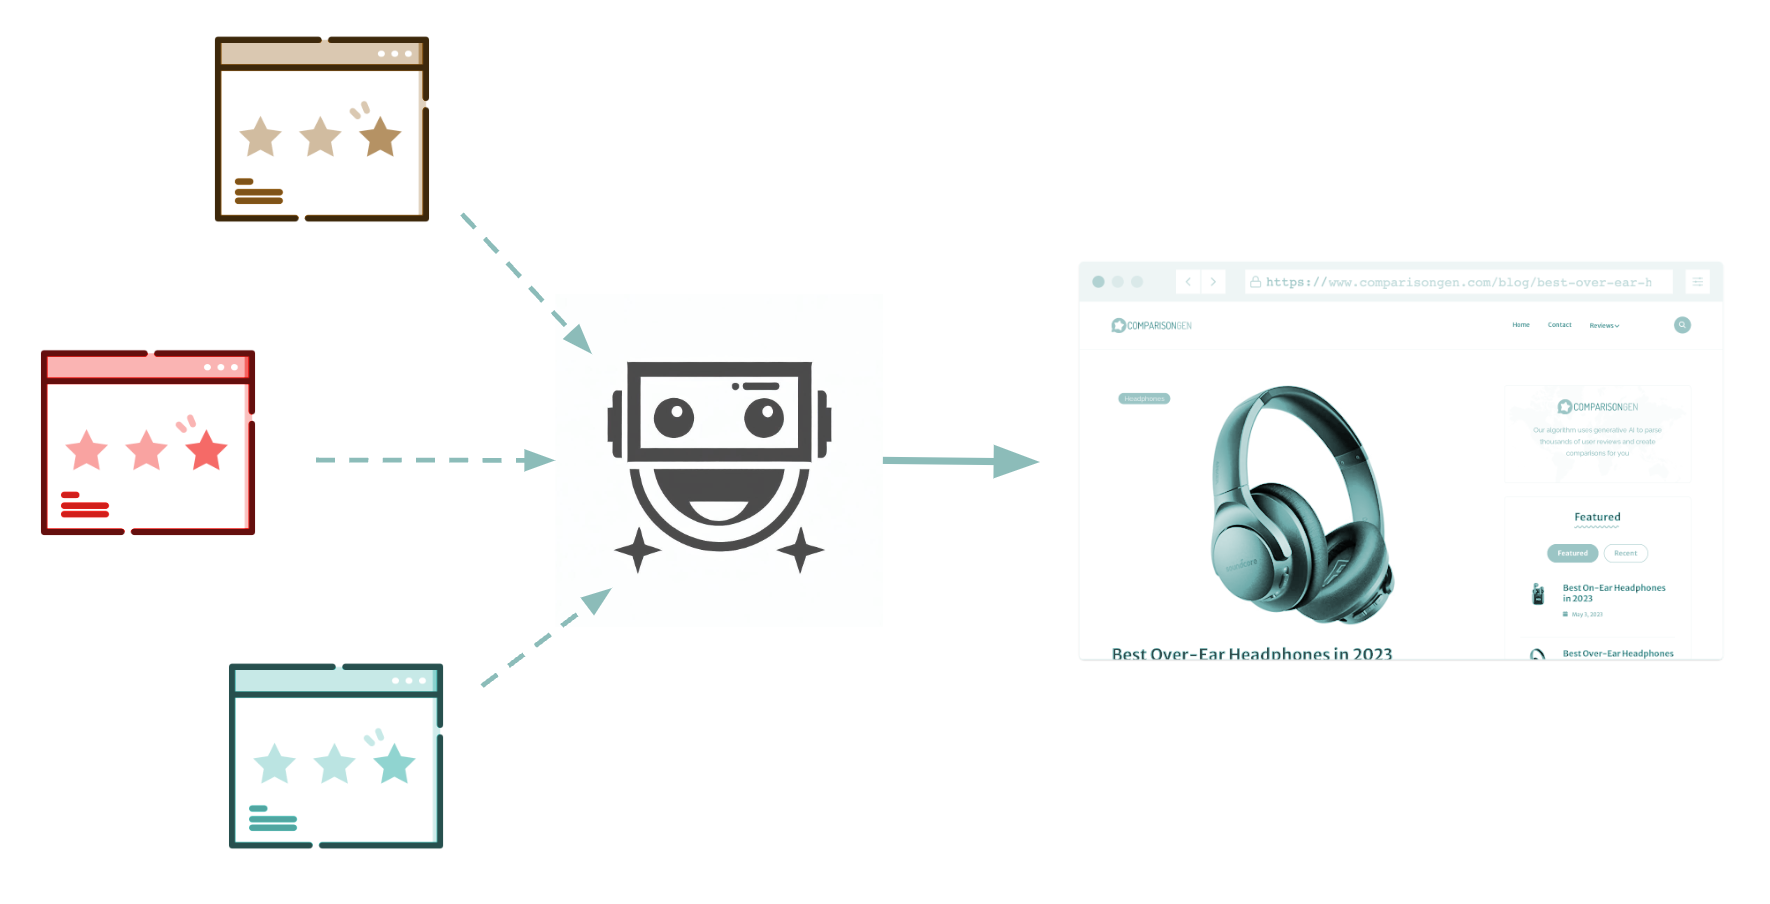 https://www.comparisongen.com/blog/best-over-ear-h
COMPARISONGEN
Home Contact Reviews
Headphones
COMPARISONGEN
Our algorithm uses generative AI to parse
thousands of user reviews and create
comparisons for you
soundcore
Featured
Featured Recent
Best On-Ear Headphones
in 2023
May 5, 2023
Best Over-Ear Headphones
Best Over-Ear Headphones in 2023